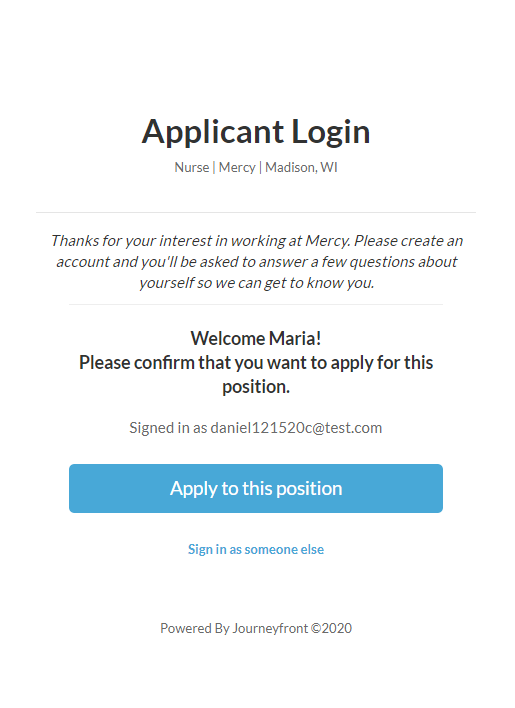 Applicant Login
Nurse | Mercy | Madison, WI
Thanks for your interest in working at Mercy. Please create an
account and you'll be asked to answer a few questions about
yourself so we can get to know you.
Welcome Maria!
Please confirm that you want to apply for this
position.
Signed in as daniel121520c@test.com
Apply to this position
Sign in as someone else
Powered By Journeyfront ©2020